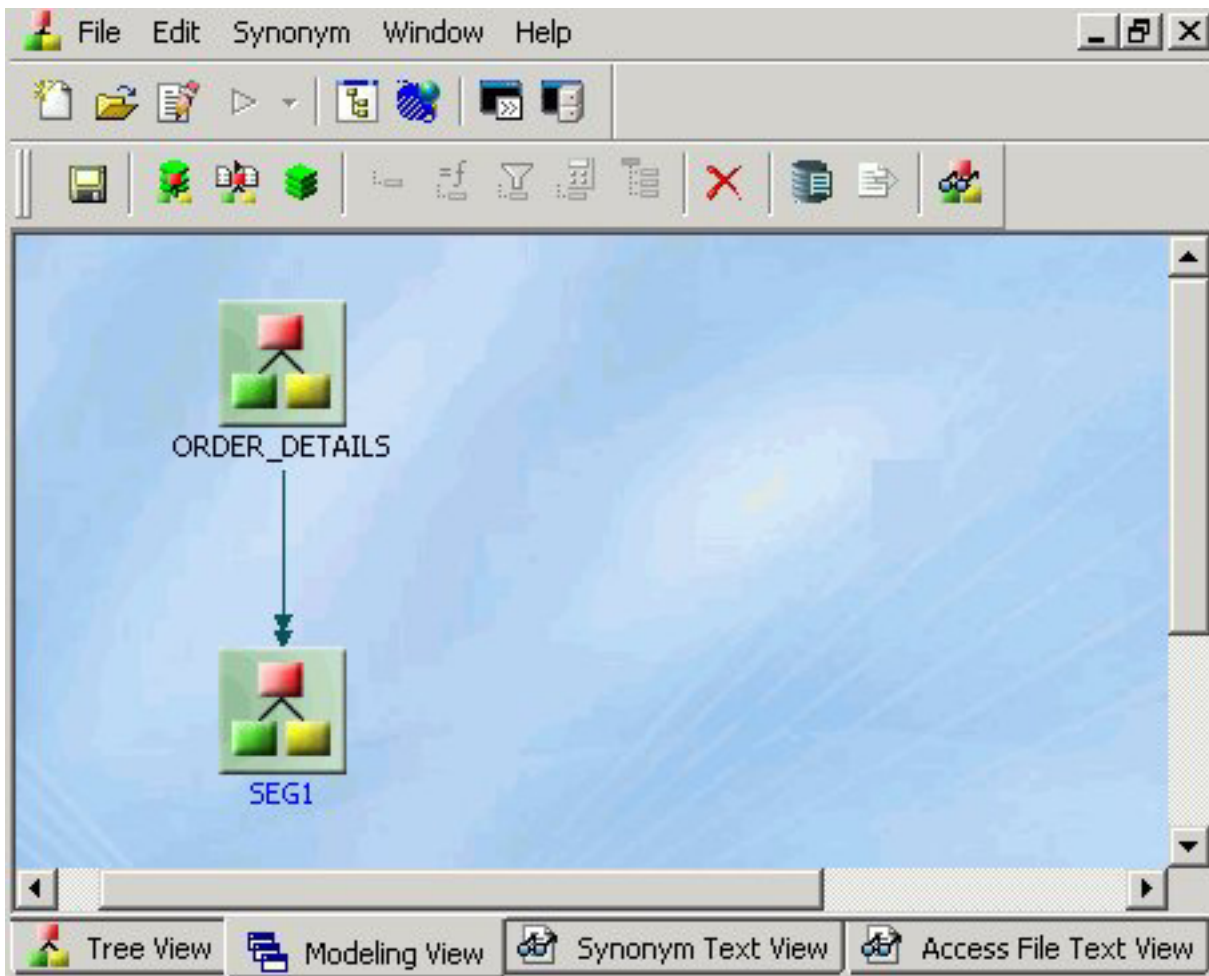 File Edit Synonym Window Help
ORDER_DETAILS
SEG1
Tree View Modeling View Synonym Text View Access File Text View